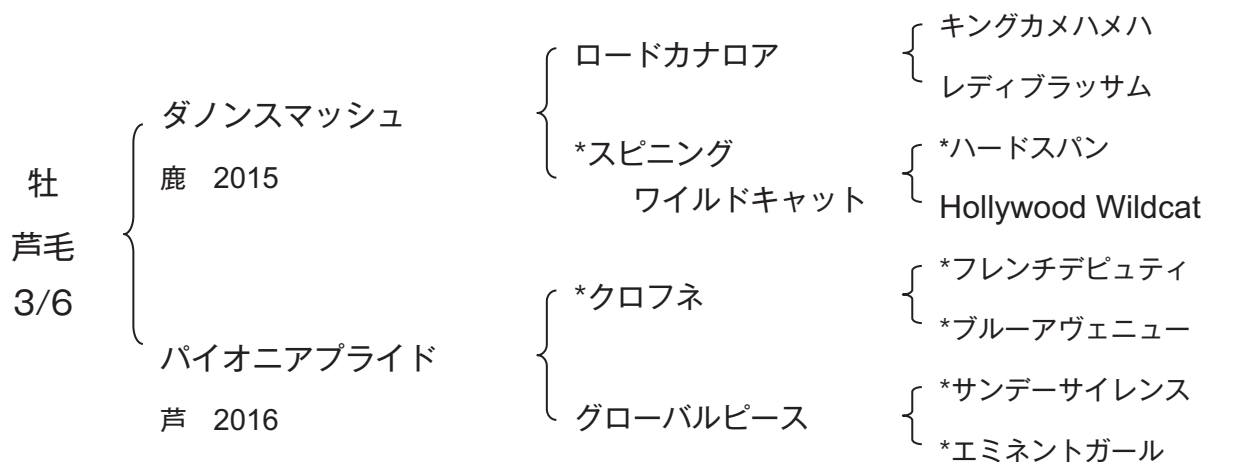 牡
芦毛
3/6
ダノンスマッシュ
鹿 2015
パイオニアプライド
芦 2016
ロードカナロア
*スピニング
ワイルドキャット
*クロフネ
グローバルピース
キングカメハメハ
レディブラッサム
*ハードスパン
Hollywood Wildcat
*フレンチデピュティ
*ブルーアヴェニュー
*サンデーサイレンス
*エミネントガール